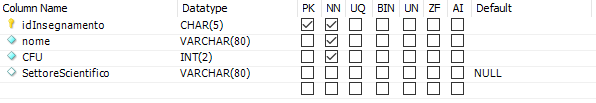 Column Name Datatype PK NN UQ BIN UN ZF AI Default
idInsegnamento CHAR(5)
nome VARCHAR(80)
CFU INT(2)
SettoreScientifico VARCHAR(80) NULL